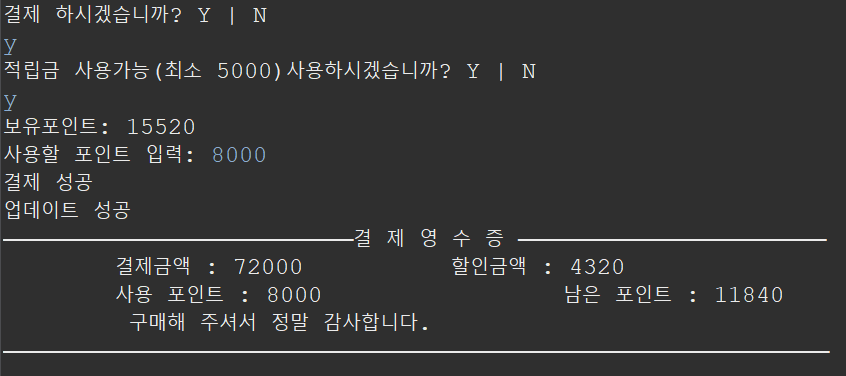 결제 하시겠습니까? Y | N
y
적립금 사용가능(최소 5000)사용하시겠습니까? Y | N
y
보유포인트: 15520
사용할 포인트 입력: 8000
결제 성공
업데이트 성공
결 제 영 수 증
결제금액 : 72000 할인금액 : 4320
사용 포인트 : 8000 남은 포인트 : 11840
구매해 주셔서 정말 감사합니다.